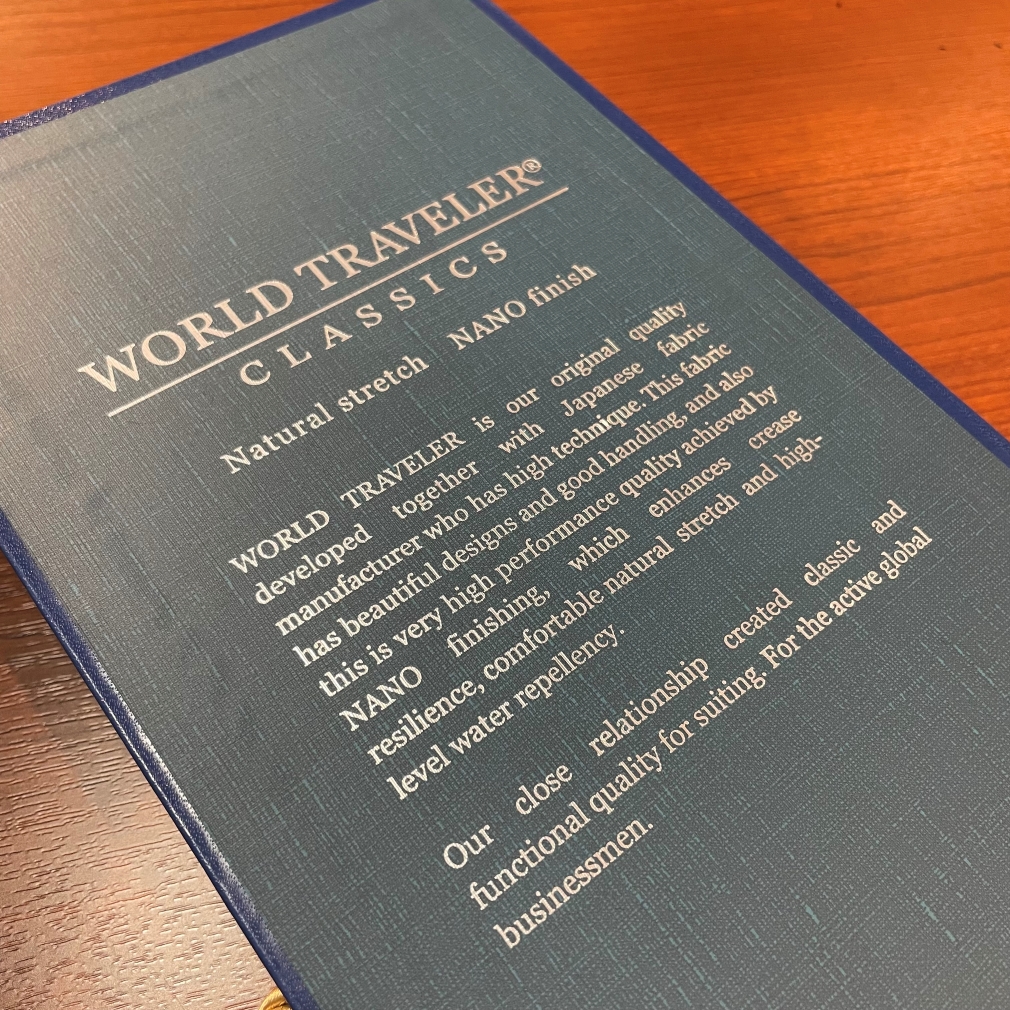 WORLD TRAVELER®
CLASSICS
Natural stretch NANO finish
WORLD TRAVELER is our original quality
developed together with Japanese fabric
manufacturer who has high technique. This fabric
has beautiful designs and good handling, and also
this is very high performance quality achieved by
NANO finishing, which enhances crease
resilience, comfortable natural stretch and high-
level water repellency.
Our close relationship created classic and
functional quality for suiting. For the active global
businessmen.